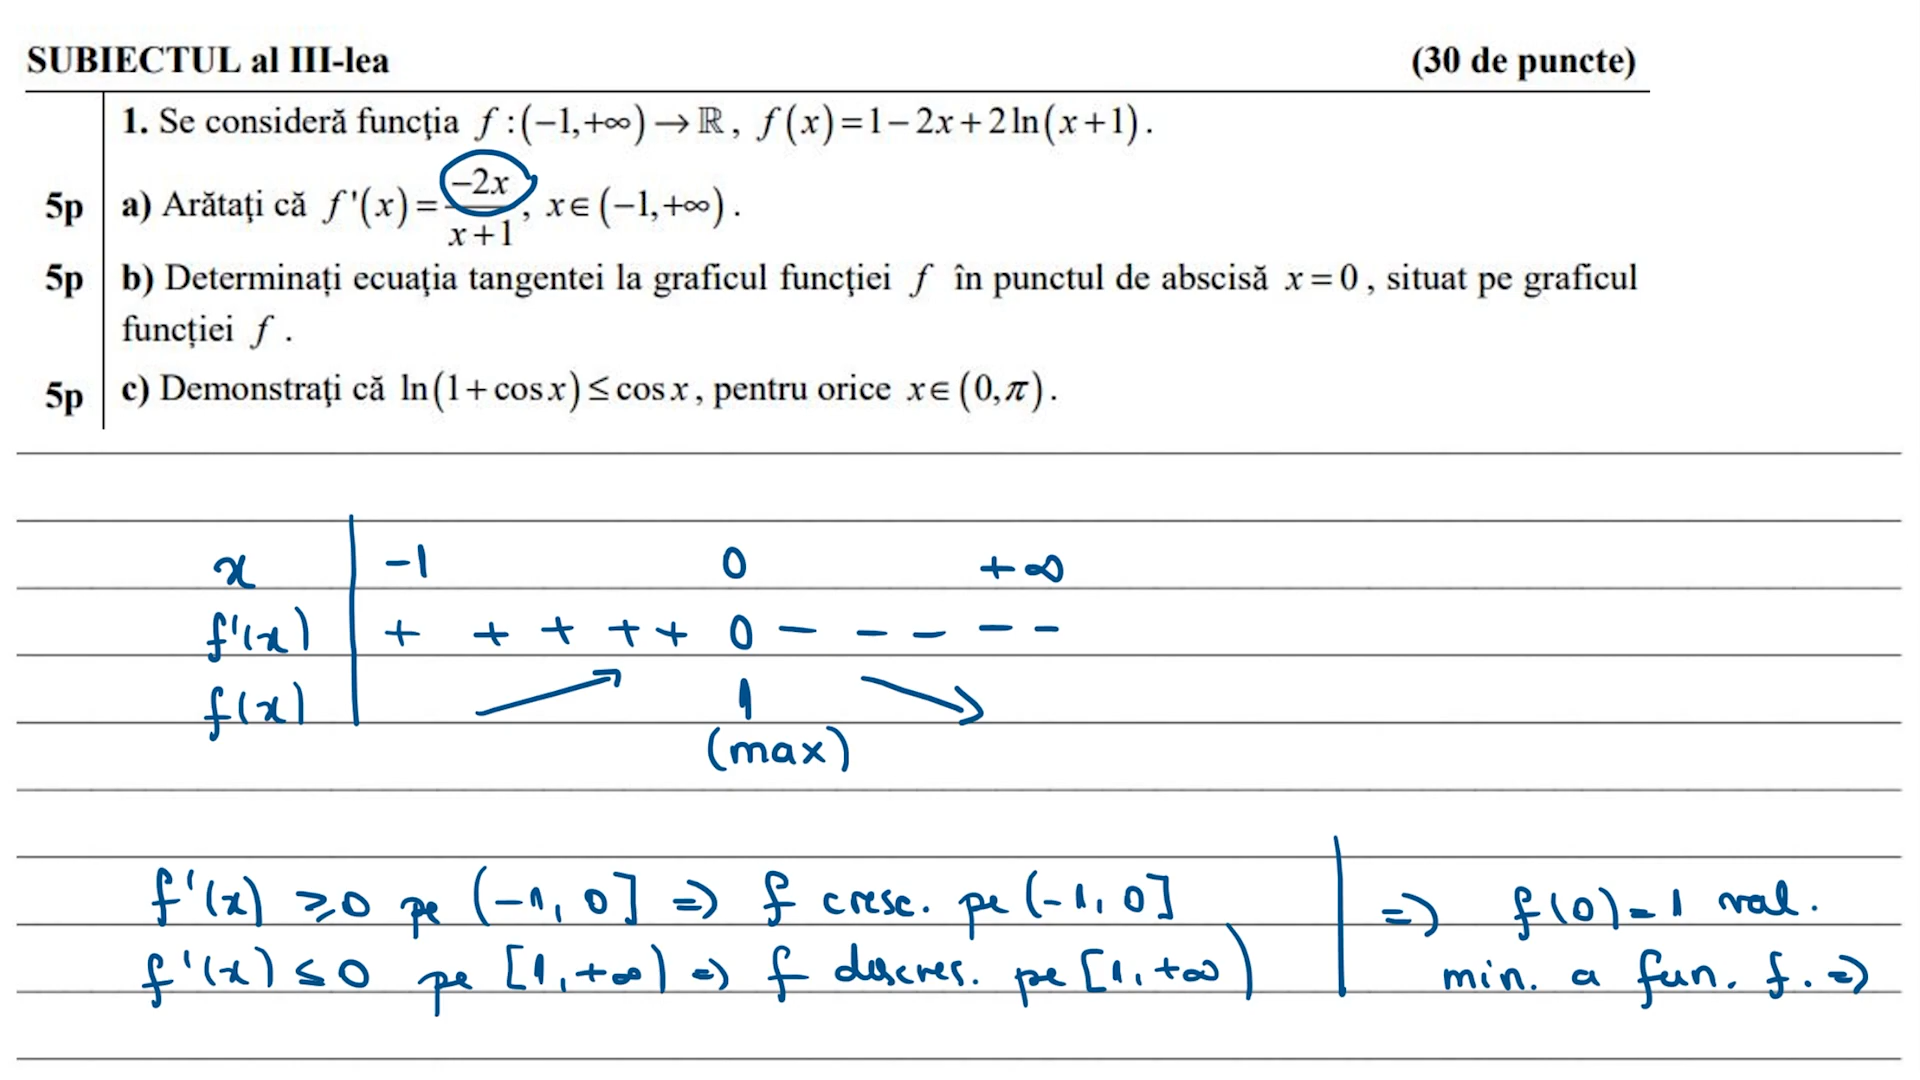 SUBIECTUL al III-lea (30 de puncte)
1. Se consideră funcția f:(−1,+∞)→ℝ, f(x)=1−2x+2ln(x+1).
5p a) Arătați că f'(x)=\frac{-2x}{x+1}, x∈(−1,+∞).
5p b) Determinați ecuația tangentei la graficul funcției f în punctul de abscisă x=0, situat pe graficul
funcției f.
5p c) Demonstrați că ln(1+cosx)≤cosx, pentru orice x∈(0,π).
x -1 0 +∞
f'(x) + + + + + 0 − − − − −
f(x) ↗ 1 ↘
(max)
f'(x) ≥0 pe (-1, 0] => f cresc. pe (-1, 0] => f(0)=1 val.
f'(x) ≤ 0 pe [1,+∞) => f descres. pe [1,+∞) min. a fun. f. =>